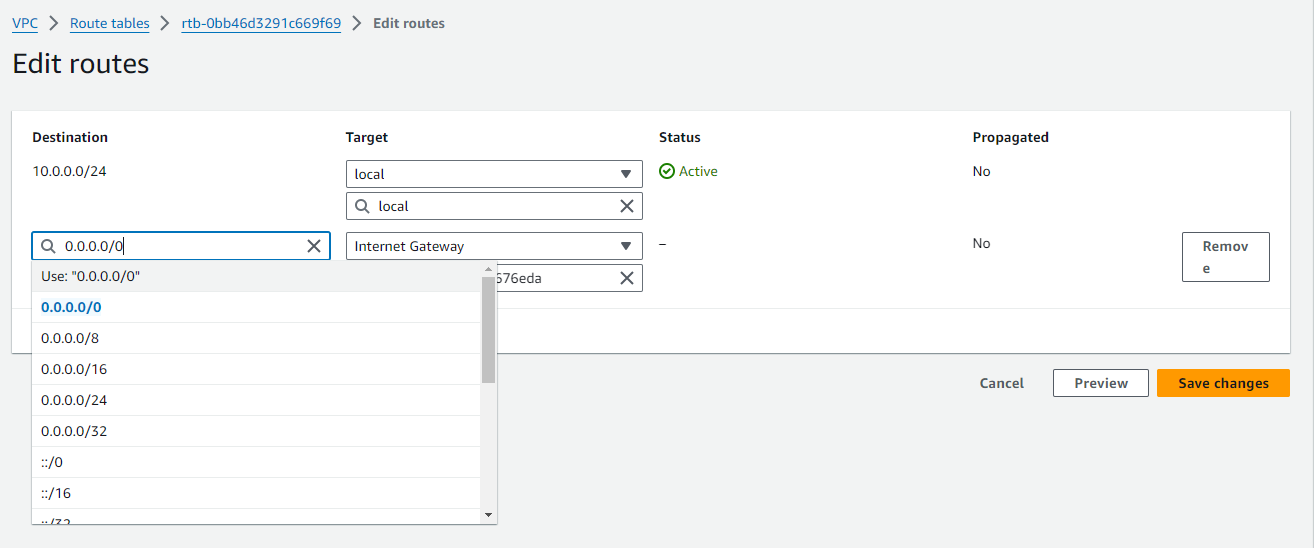 VPC > Route tables > rtb-0bb46d3291c669f69 > Edit routes
Edit routes
Destination Target Status Propagated
10.0.0.0/24 local Active No
local
0.0.0.0/0 Internet Gateway – No Remov
e
Use: "0.0.0.0/0" 676eda
0.0.0.0/0
0.0.0.0/8
0.0.0.0/16
0.0.0.0/24
0.0.0.0/32
::/0
::/16
::/32
Cancel Preview Save changes